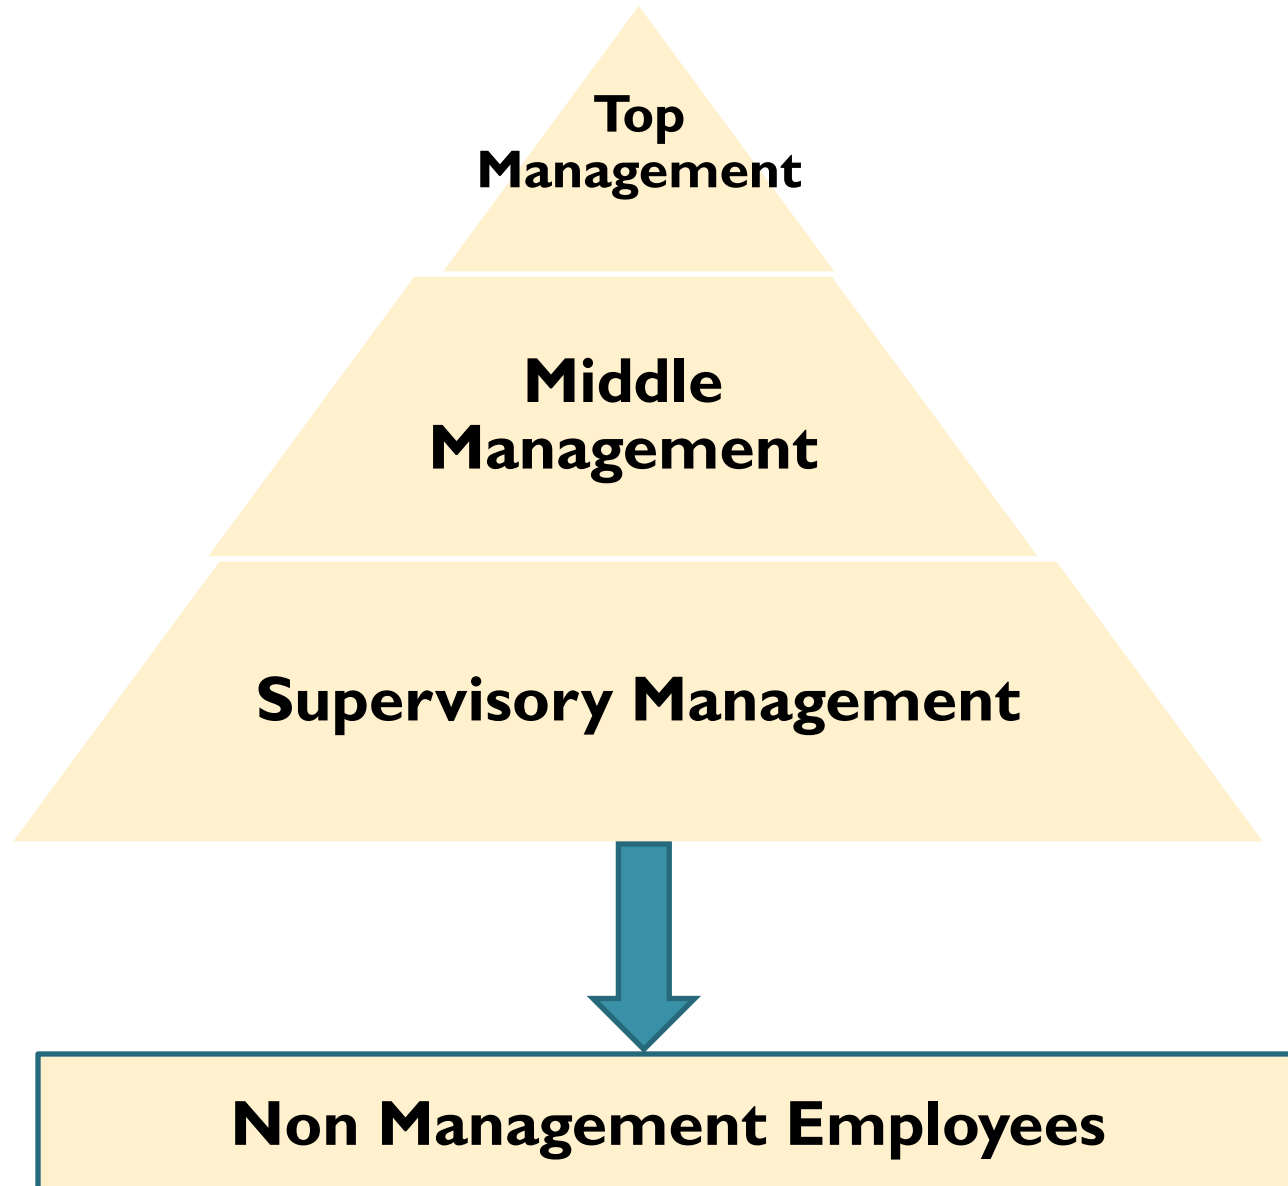 Top
Management
Middle
Management
Supervisory Management
Non Management Employees